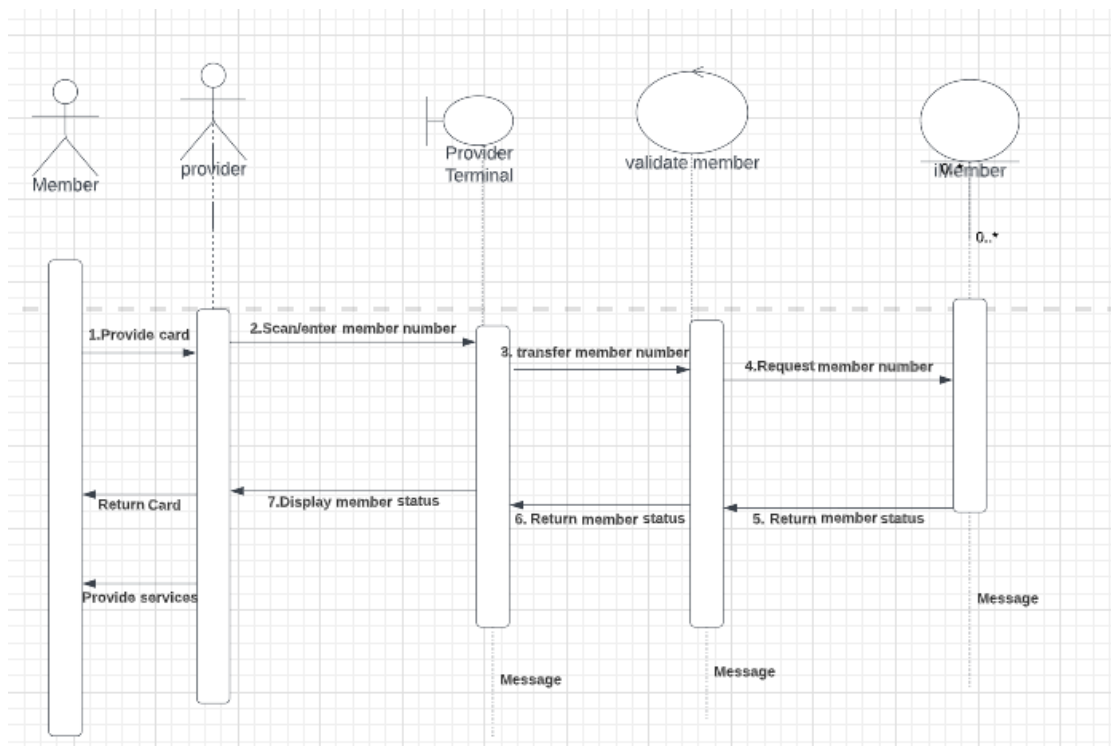 Member
provider
Provider
Terminal
validate member
iMember
0..*
0..*
1.Provide card
2.Scan/enter member number
3. transfer member number
4.Request member number
Return Card
7.Display member status
6. Return member status
5. Return member status
Provide services
Message
Message
Message